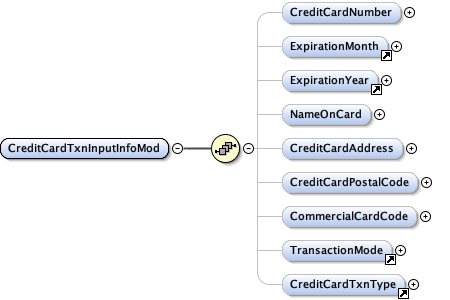 CreditCardNumber
ExpirationMonth
ExpirationYear
NameOnCard
CreditCardTxnInputInfoMod
CreditCardAddress
CreditCardPostalCode
CommercialCardCode
TransactionMode
CreditCardTxnType